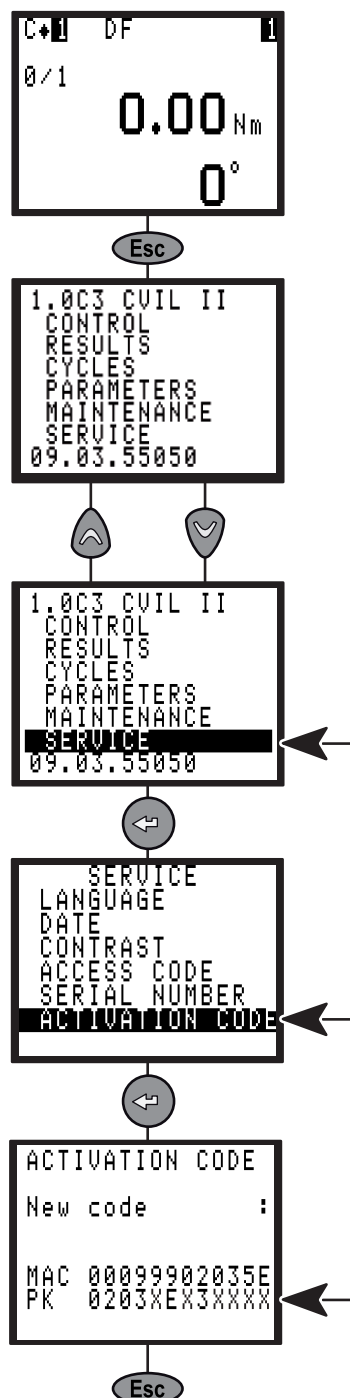 C♦1 DF 1
0/1
0.00 Nm
0°
Esc
1.0C3 CVIL II
CONTROL
RESULTS
CYCLES
PARAMETERS
MAINTENANCE
SERVICE
09.03.55050
1.0C3 CVIL II
CONTROL
RESULTS
CYCLES
PARAMETERS
MAINTENANCE
SERVICE
09.03.55050
SERVICE
LANGUAGE
DATE
CONTRAST
ACCESS CODE
SERIAL NUMBER
ACTIVATION CODE
ACTIVATION CODE
New code :
MAC 00099902035E
PK 0203XEX3XXXX
Esc